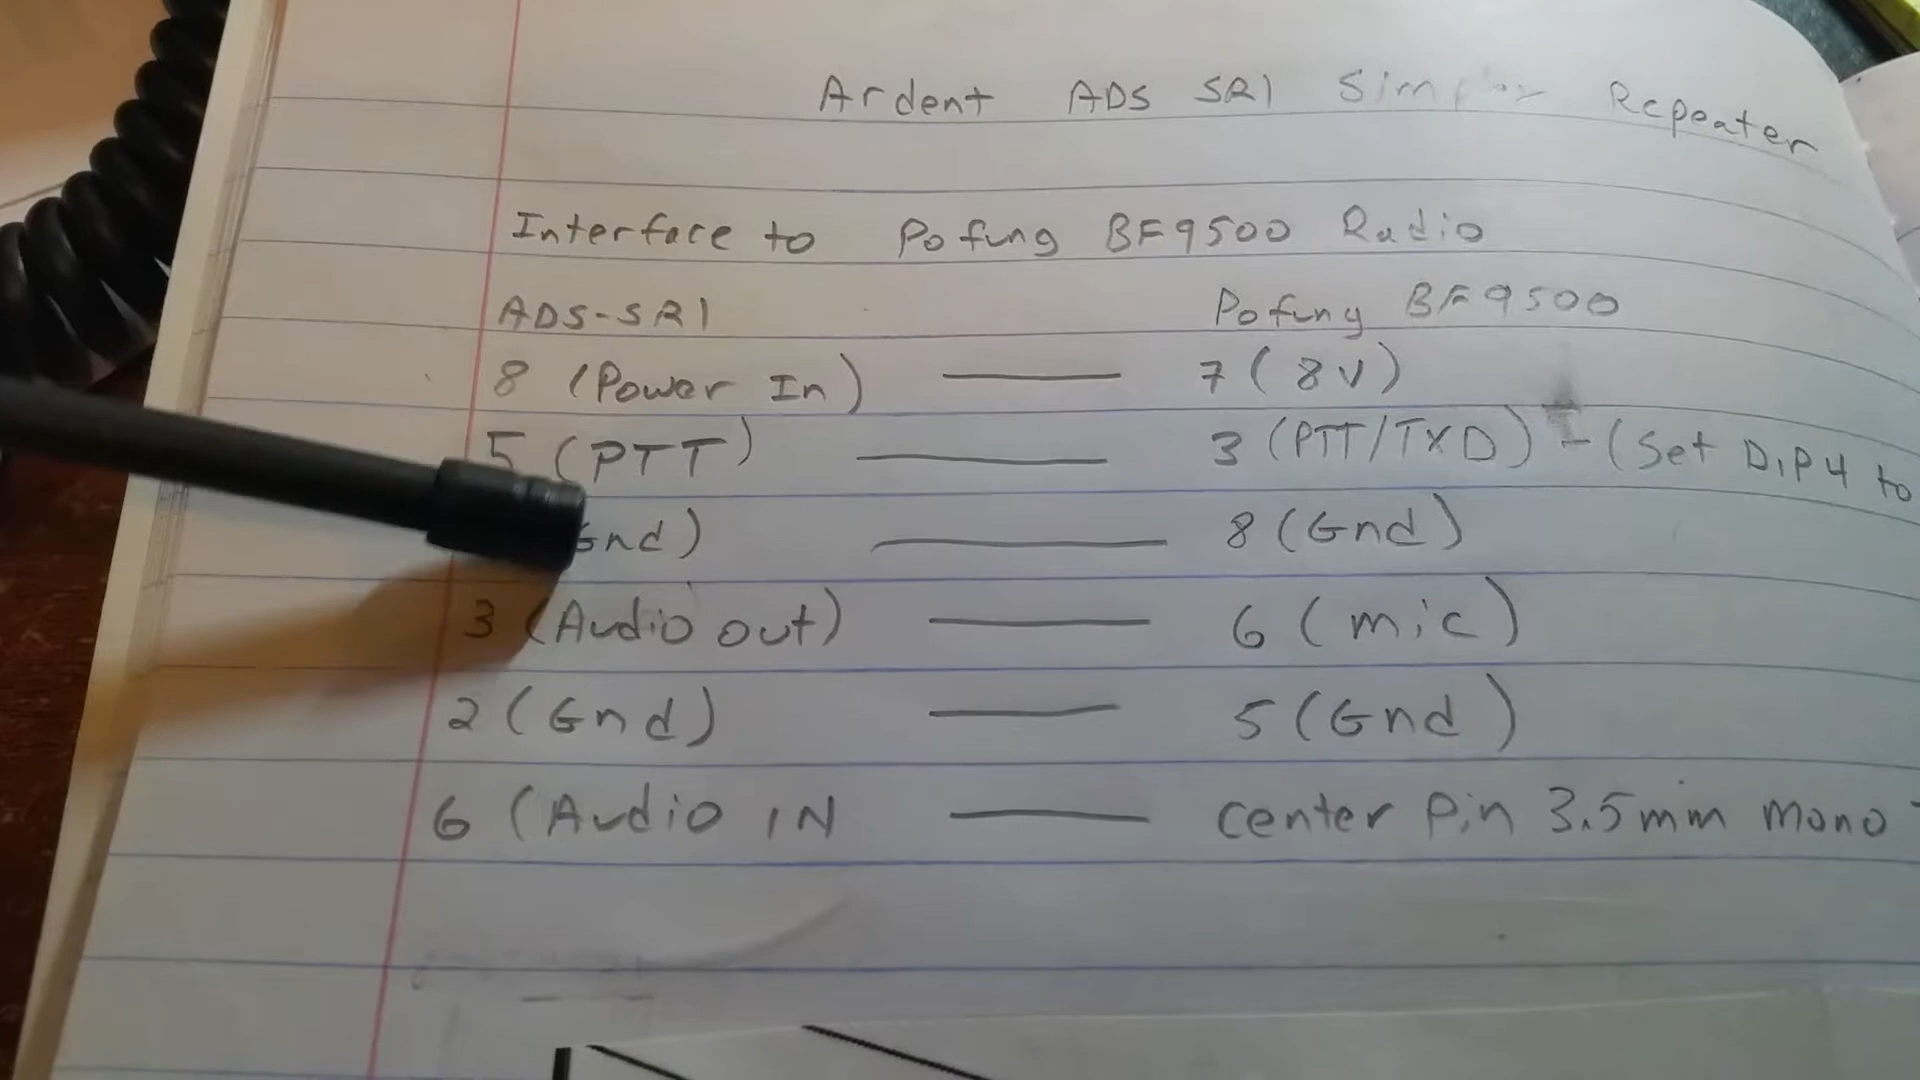 Ardent ADS SR1 Repeater
Interface to Pofung BF9500 Radio
ADS-SR1 Pofung BF9500
8 (Power In) — 7 (8V)
5 (PTT) — 3 (PTT/TXD) - (Set DIP4 to
Gnd) — 8 (Gnd)
3 (Audio out) — 6 (mic)
2 (Gnd) — 5 (Gnd)
6 (Audio IN — center pin 3.5mm mono